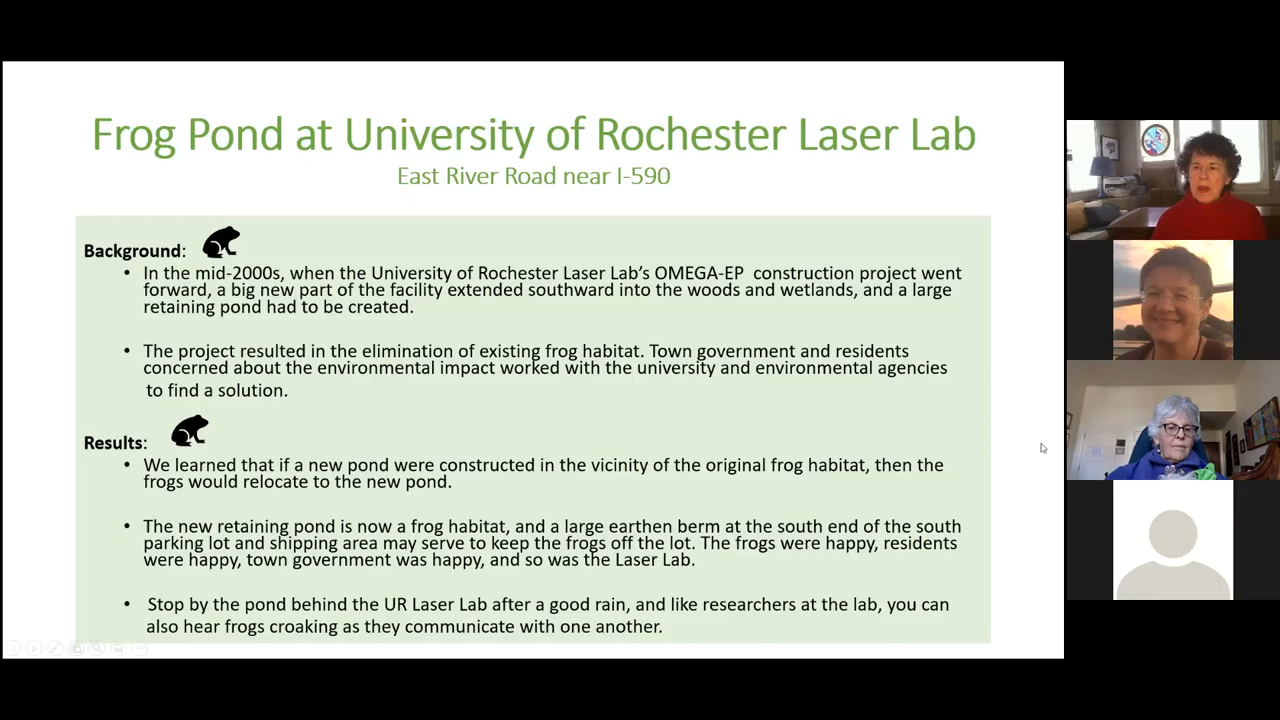 Frog Pond at University of Rochester Laser Lab
East River Road near I-590
Background:
• In the mid-2000s, when the University of Rochester Laser Lab's OMEGA-EP construction project went
forward, a big new part of the facility extended southward into the woods and wetlands, and a large
retaining pond had to be created.
• The project resulted in the elimination of existing frog habitat. Town government and residents
concerned about the environmental impact worked with the university and environmental agencies
to find a solution.
Results:
• We learned that if a new pond were constructed in the vicinity of the original frog habitat, then the
frogs would relocate to the new pond.
• The new retaining pond is now a frog habitat, and a large earthen berm at the south end of the south
parking lot and shipping area may serve to keep the frogs off the lot. The frogs were happy, residents
were happy, town government was happy, and so was the Laser Lab.
• Stop by the pond behind the UR Laser Lab after a good rain, and like researchers at the lab, you can
also hear frogs croaking as they communicate with one another.